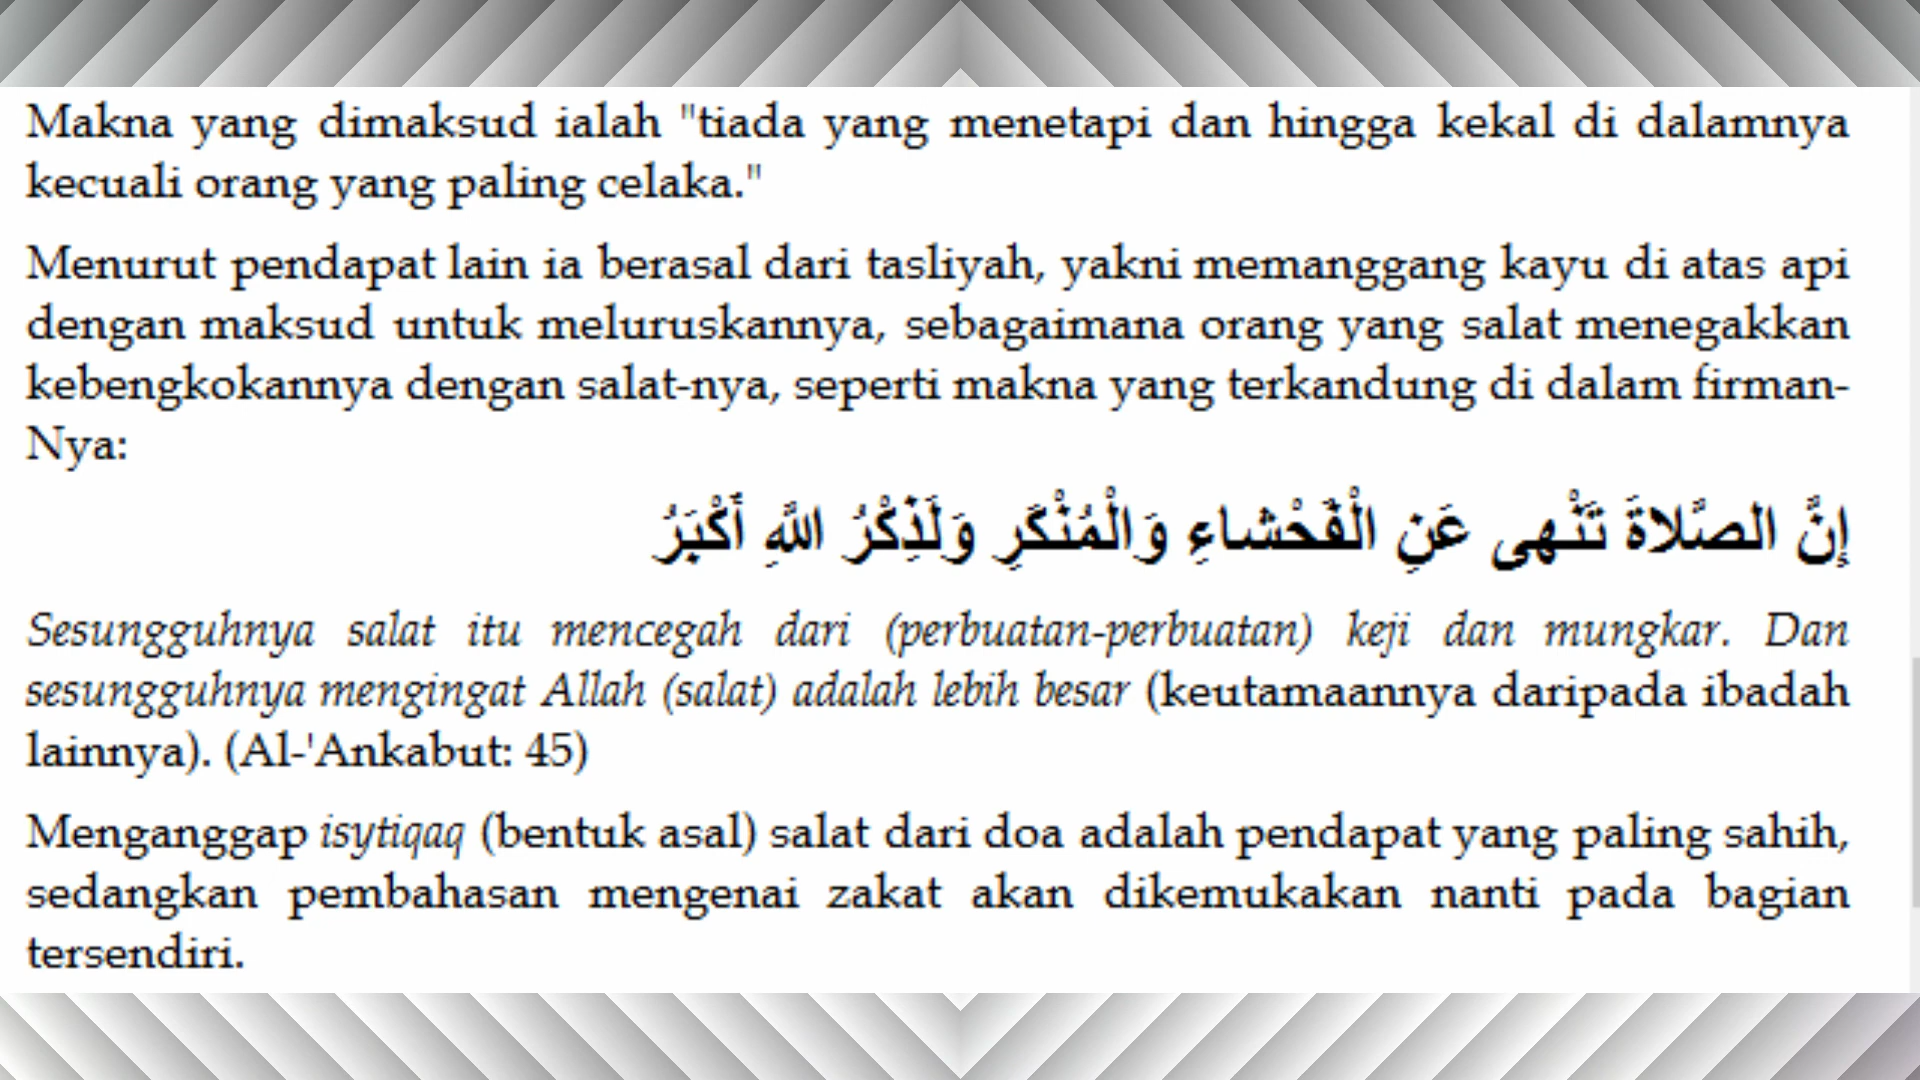 Makna yang dimaksud ialah "tiada yang menetapi dan hingga kekal di dalamnya
kecuali orang yang paling celaka."
Menurut pendapat lain ia berasal dari tasliyah, yakni memanggang kayu di atas api
dengan maksud untuk meluruskannya, sebagaimana orang yang salat menegakkan
kebengkokannya dengan salat-nya, seperti makna yang terkandung di dalam firman-
Nya:
إِنَّ الصَّلاةَ تَنْهى عَنِ الْفَحْشاءِ وَالْمُنْكَرِ وَلَذِكْرُ اللَّهِ أَكْبَرُ
Sesungguhnya salat itu mencegah dari (perbuatan-perbuatan) keji dan mungkar. Dan
sesungguhnya mengingat Allah (salat) adalah lebih besar (keutamaannya daripada ibadah
lainnya). (Al-'Ankabut: 45)
Menganggap isytiqaq (bentuk asal) salat dari doa adalah pendapat yang paling sahih,
sedangkan pembahasan mengenai zakat akan dikemukakan nanti pada bagian
tersendiri.